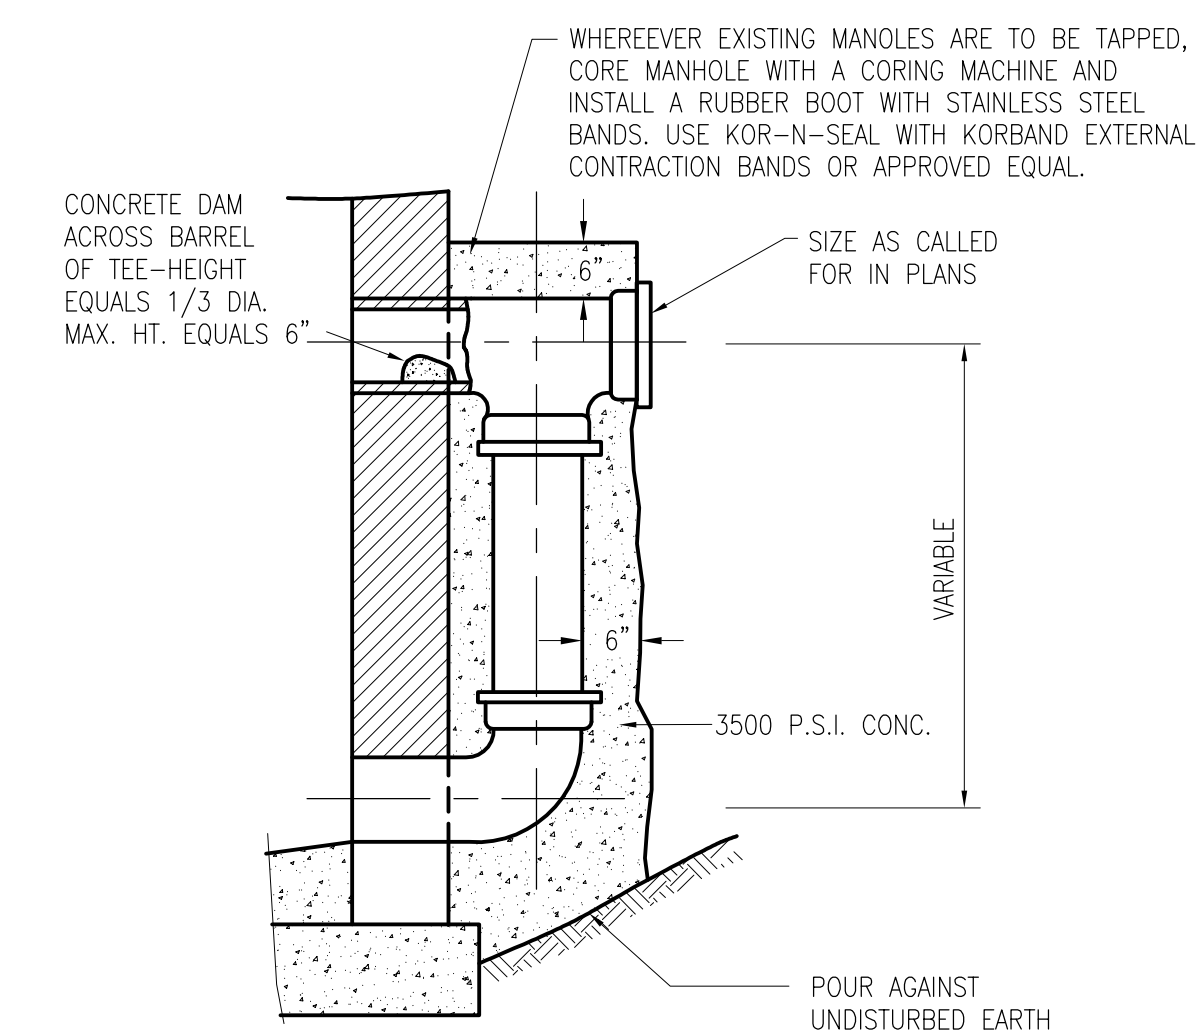 WHEREEVER EXISTING MANOLES ARE TO BE TAPPED,
CORE MANHOLE WITH A CORING MACHINE AND
INSTALL A RUBBER BOOT WITH STAINLESS STEEL
BANDS. USE KOR-N-SEAL WITH KORBAND EXTERNAL
CONTRACTION BANDS OR APPROVED EQUAL.
CONCRETE DAM
ACROSS BARREL
OF TEE-HEIGHT
EQUALS 1/3 DIA.
MAX. HT. EQUALS 6"
6"
SIZE AS CALLED
FOR IN PLANS
VARIABLE
6"
3500 P.S.I. CONC.
POUR AGAINST
UNDISTURBED EARTH